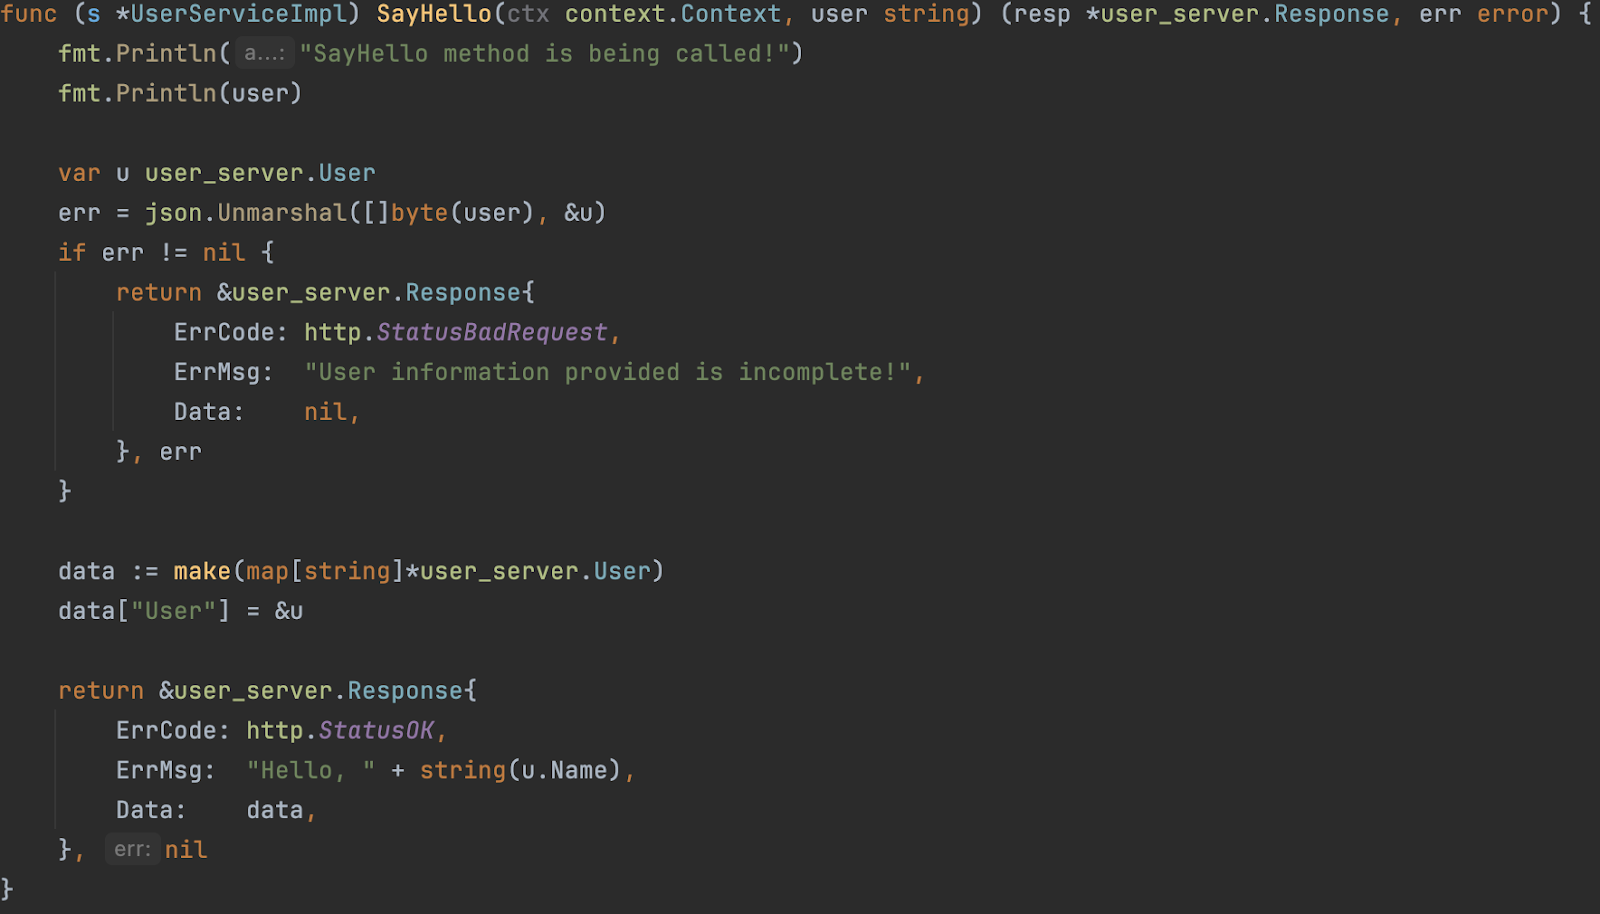 func (s *UserServiceImpl) SayHello(ctx context.Context, user string) (resp *user_server.Response, err error) {
    fmt.Println( a...: "SayHello method is being called!")
    fmt.Println(user)

    var u user_server.User
    err = json.Unmarshal([]byte(user), &u)
    if err != nil {
        return &user_server.Response{
            ErrCode: http.StatusBadRequest,
            ErrMsg:  "User information provided is incomplete!",
            Data:    nil,
        }, err
    }

    data := make(map[string]*user_server.User)
    data["User"] = &u

    return &user_server.Response{
        ErrCode: http.StatusOK,
        ErrMsg:  "Hello, " + string(u.Name),
        Data:    data,
    }, err: nil
}